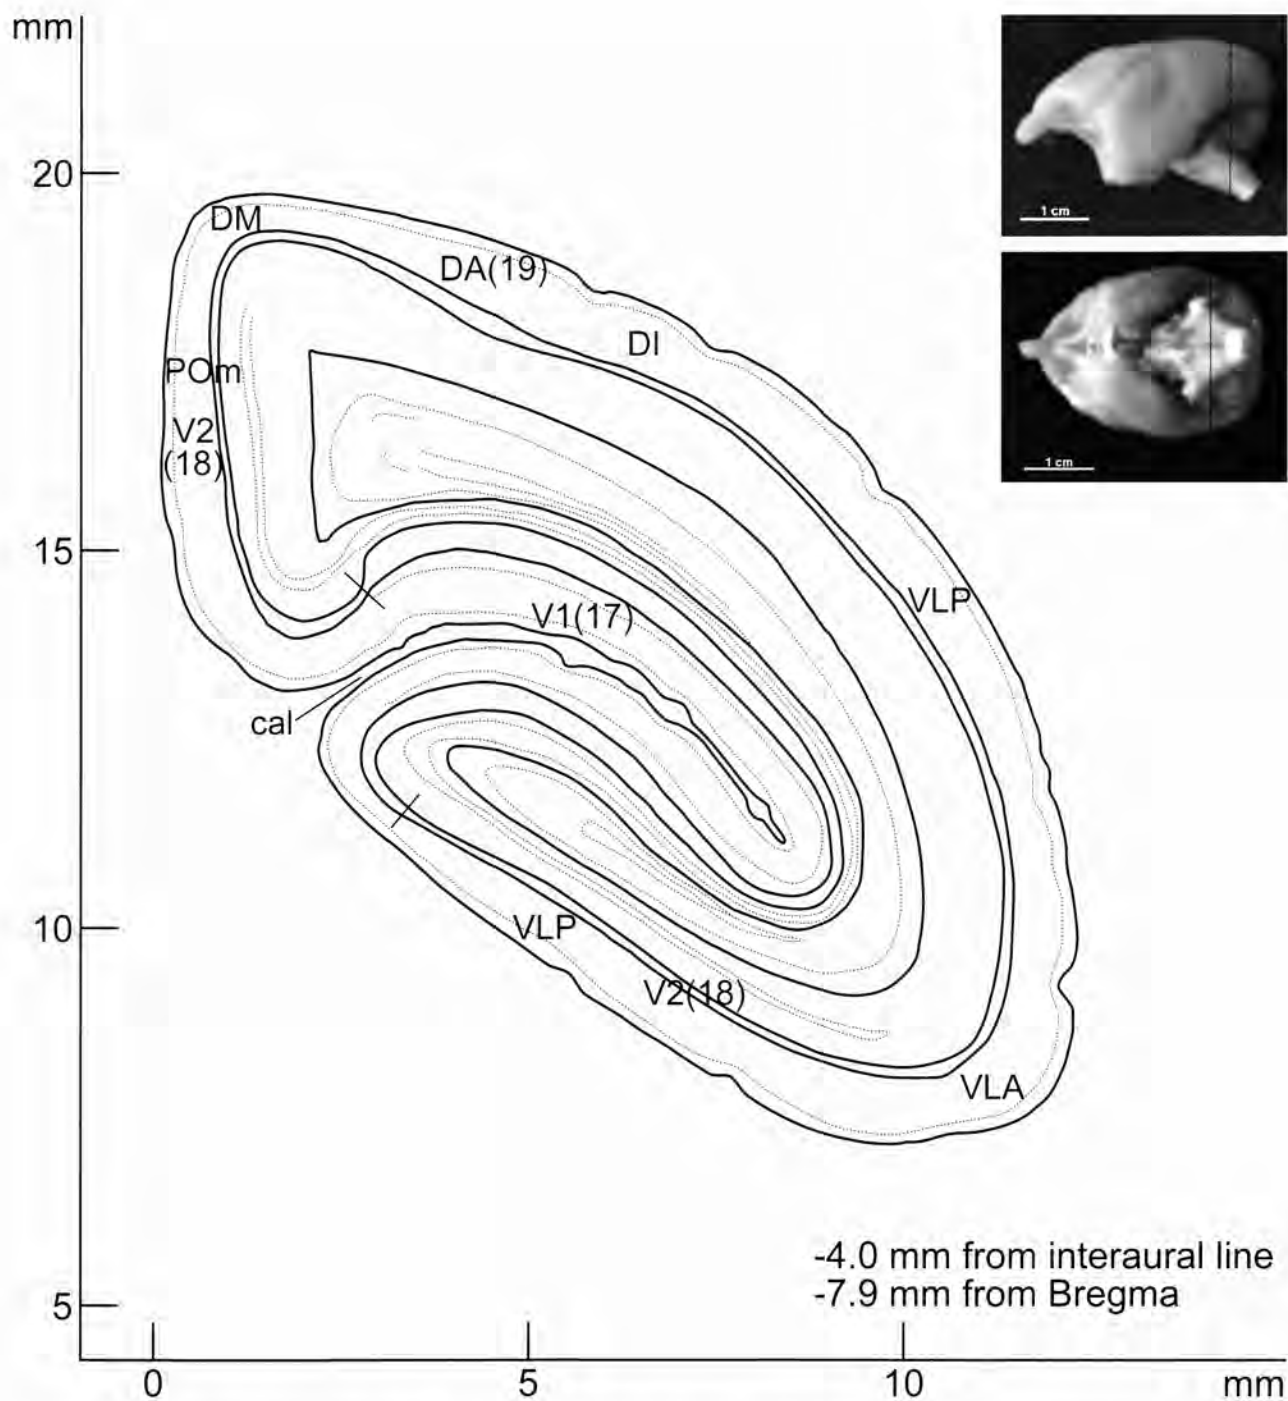 mm
20
15
10
5
0
5
10
mm
DM
DA(19)
DI
POm
V2
(18)
VLP
V1(17)
cal
VLP
V2(18)
VLA
-4.0 mm from interaural line
-7.9 mm from Bregma
1 cm
1 cm